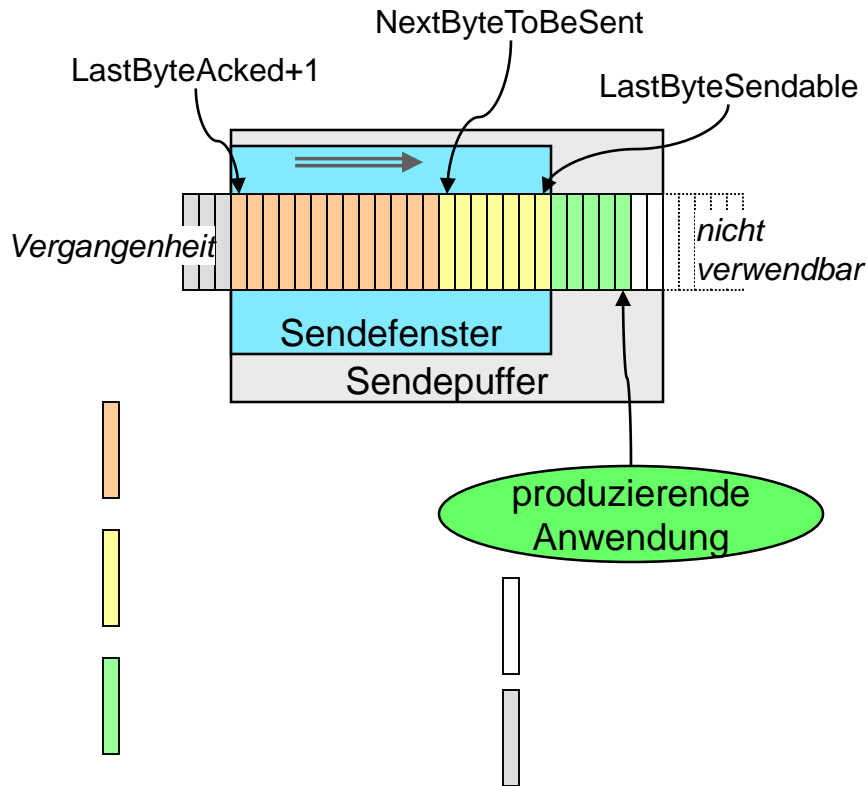 NextByteToBeSent
LastByteAcked+1
LastByteSendable
Vergangenheit
nicht
verwendbar
Sendefenster
Sendepuffer
produzierende
Anwendung